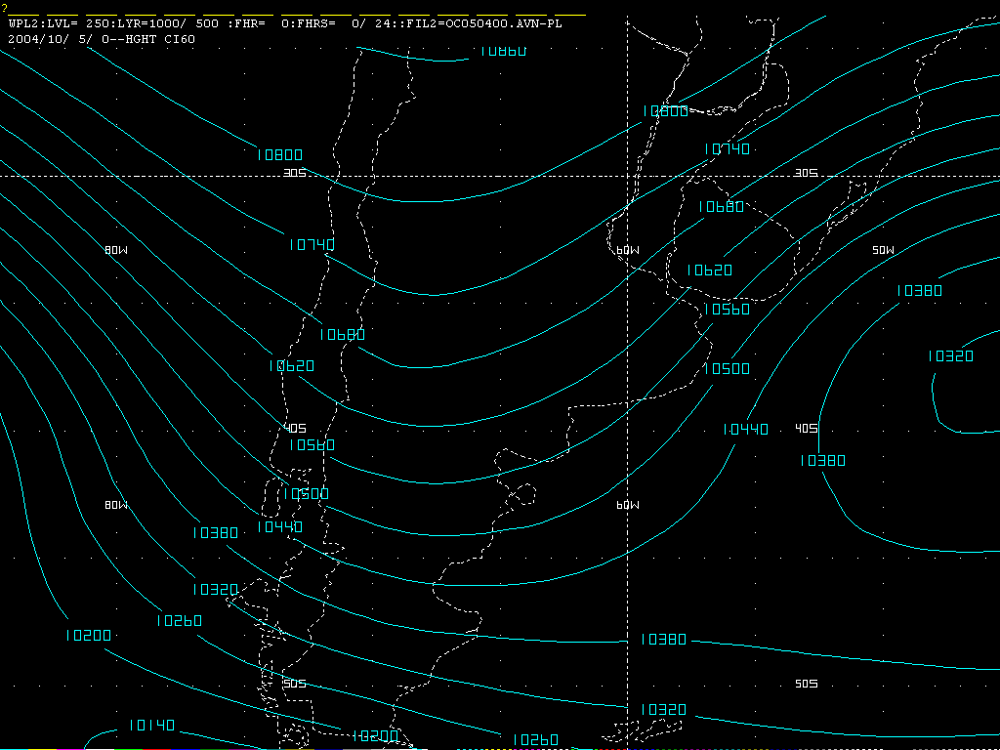 ?
WPL2:LVL= 250:LYR=1000/ 500 :FHR=  0:FHRS=  0/ 24::FIL2=OC050400.AVN-PL
2004/10/ 5/ 0--HGHT CI60
10860
10800
10740
10800
30S
30S
10680
10740
80W
60W
50W
10620
10380
10560
10680
10320
10620
10500
40S
10440
40S
10560
10380
10500
80W
60W
10440
10380
10320
10260
10200
10380
50S
50S
10320
10140
10200
10260